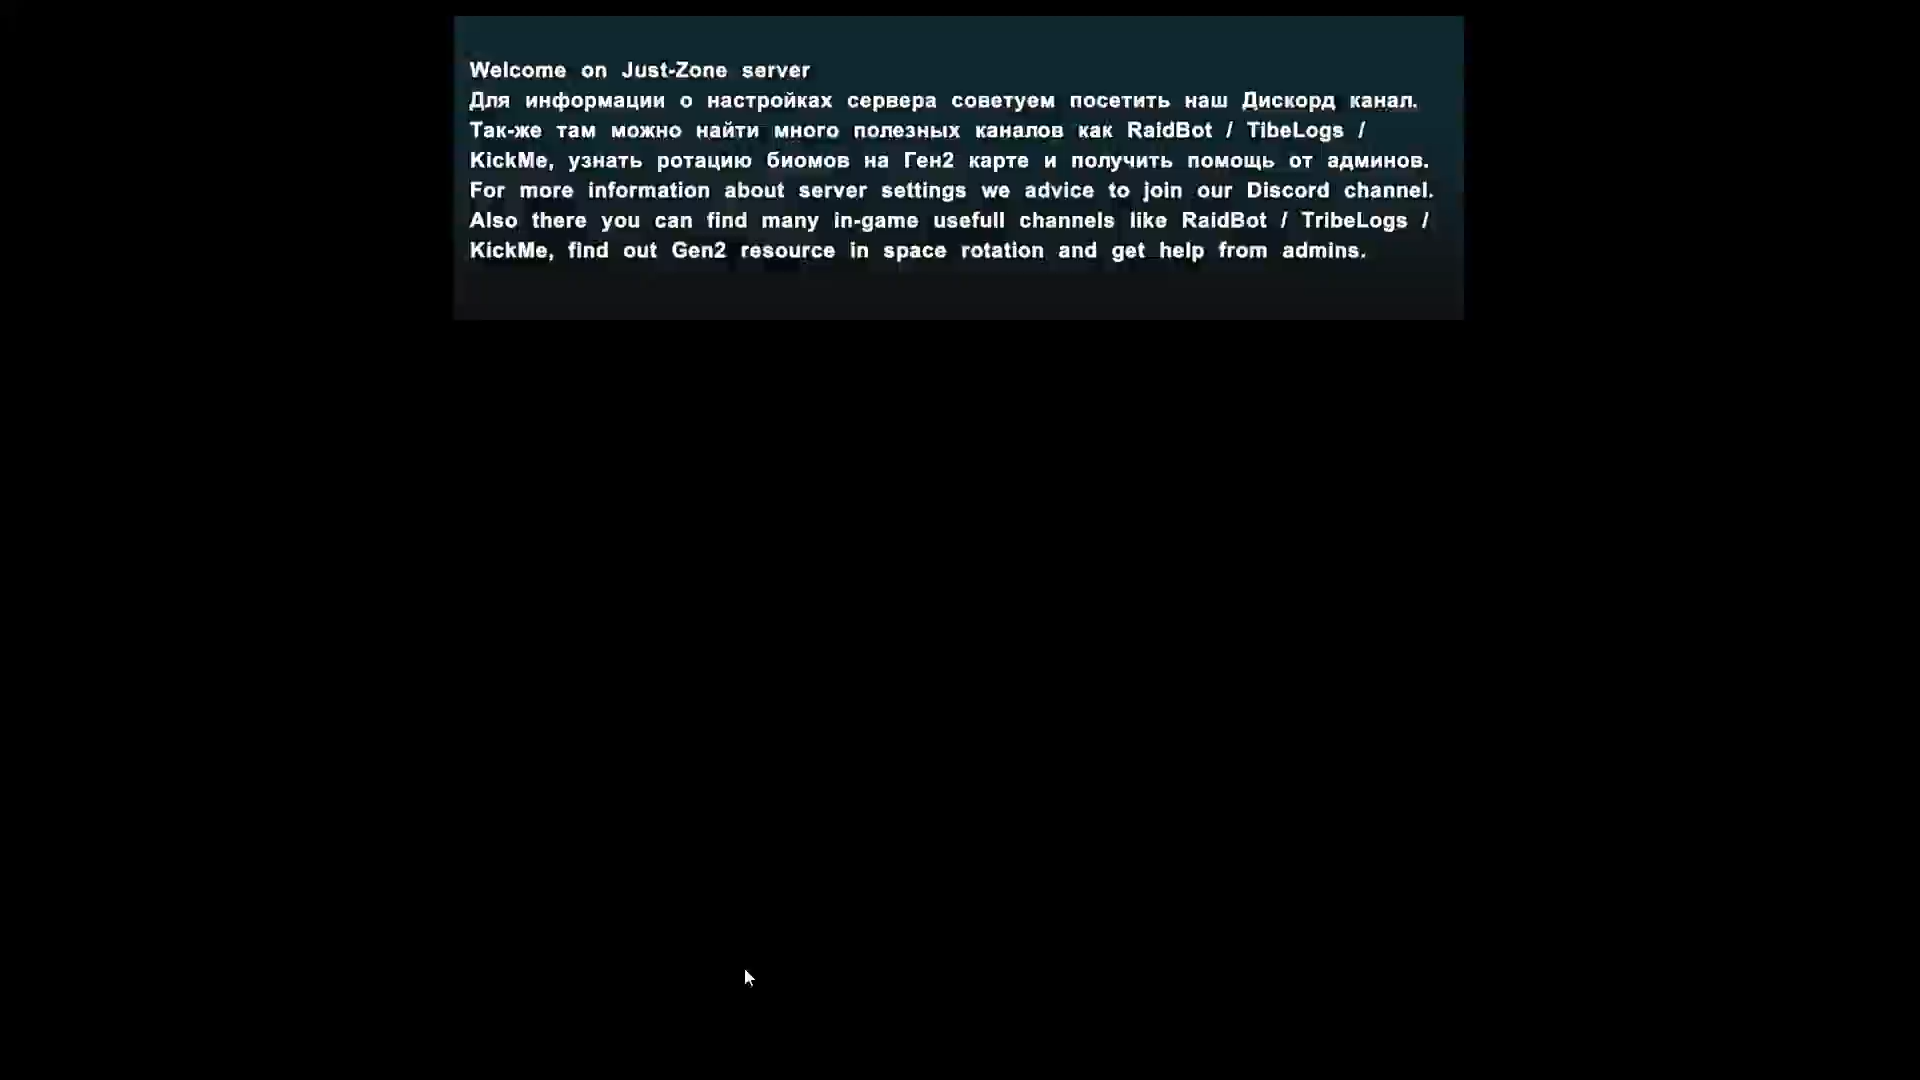 Welcome on Just-Zone server
Для информации о настройках сервера советуем посетить наш Дискорд канал.
Так-же там можно найти много полезных каналов как RaidBot / TibeLogs /
KickMe, узнать ротацию биомов на Ген2 карте и получить помощь от админов.
For more information about server settings we advice to join our Discord channel.
Also there you can find many in-game usefull channels like RaidBot / TribeLogs /
KickMe, find out Gen2 resource in space rotation and get help from admins.